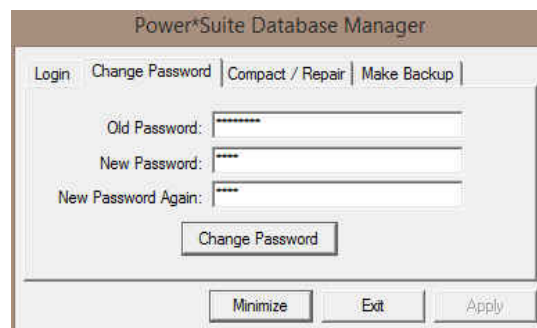 Power*Suite Database Manager
Login Change Password Compact / Repair Make Backup
Old Password: ********
New Password: ****
New Password Again: ****
Change Password
Minimize Exit Apply